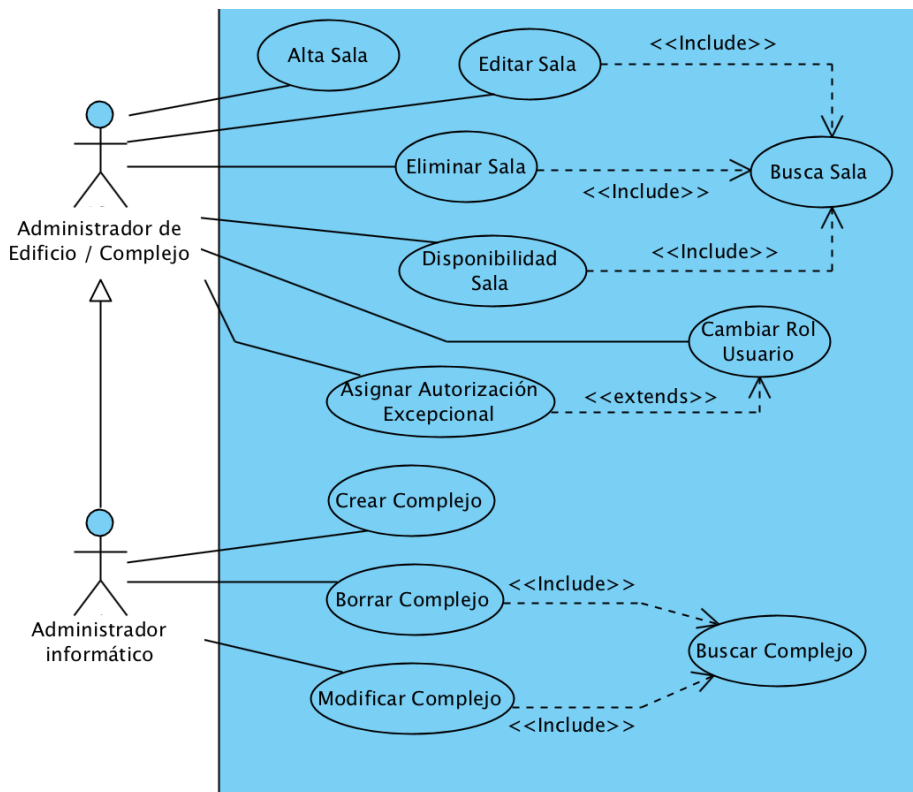 Alta Sala
Editar Sala
<<Include>>
Eliminar Sala
<<Include>>
Busca Sala
Administrador de
Edificio / Complejo
Disponibilidad
Sala
<<Include>>
Cambiar Rol
Usuario
Asignar Autorización
Excepcional
<<extends>>
Crear Complejo
Borrar Complejo
<<Include>>
Administrador
informático
Buscar Complejo
Modificar Complejo
<<Include>>